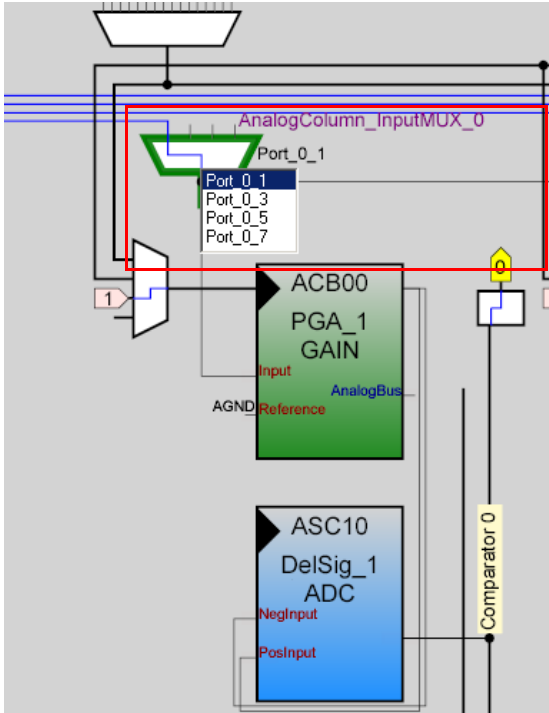 AnalogColumn_InputMUX_0
Port_0_1
Port_0_1
Port_0_3
Port_0_5
Port_0_7
0
1
ACB00
PGA_1
GAIN
Input
AnalogBus
AGND
Reference
ASC10
DelSig_1
ADC
NegInput
PosInput
Comparator 0